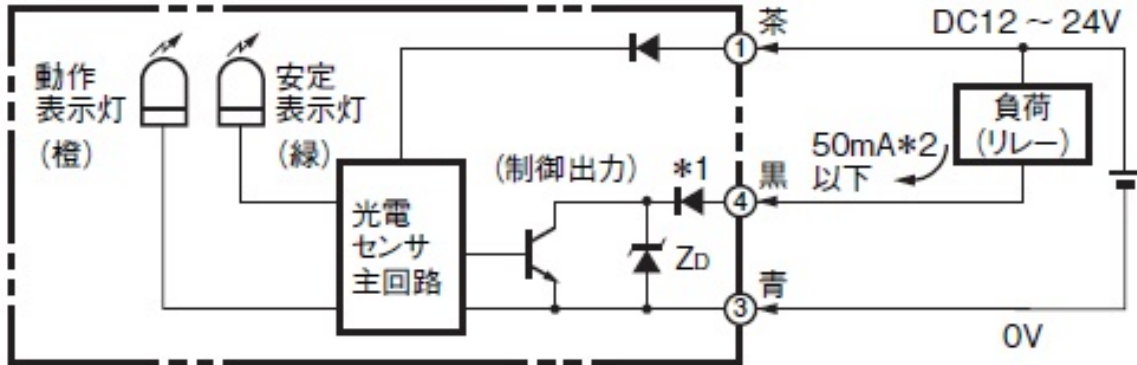 動作
表示灯
(橙)
安定
表示灯
(緑)
光電
センサ
主回路
(制御出力)
*1
ZD
① 茶
④ 黒
③ 青
DC12 ~ 24V
負荷
(リレー)
50mA*2
以下
0V